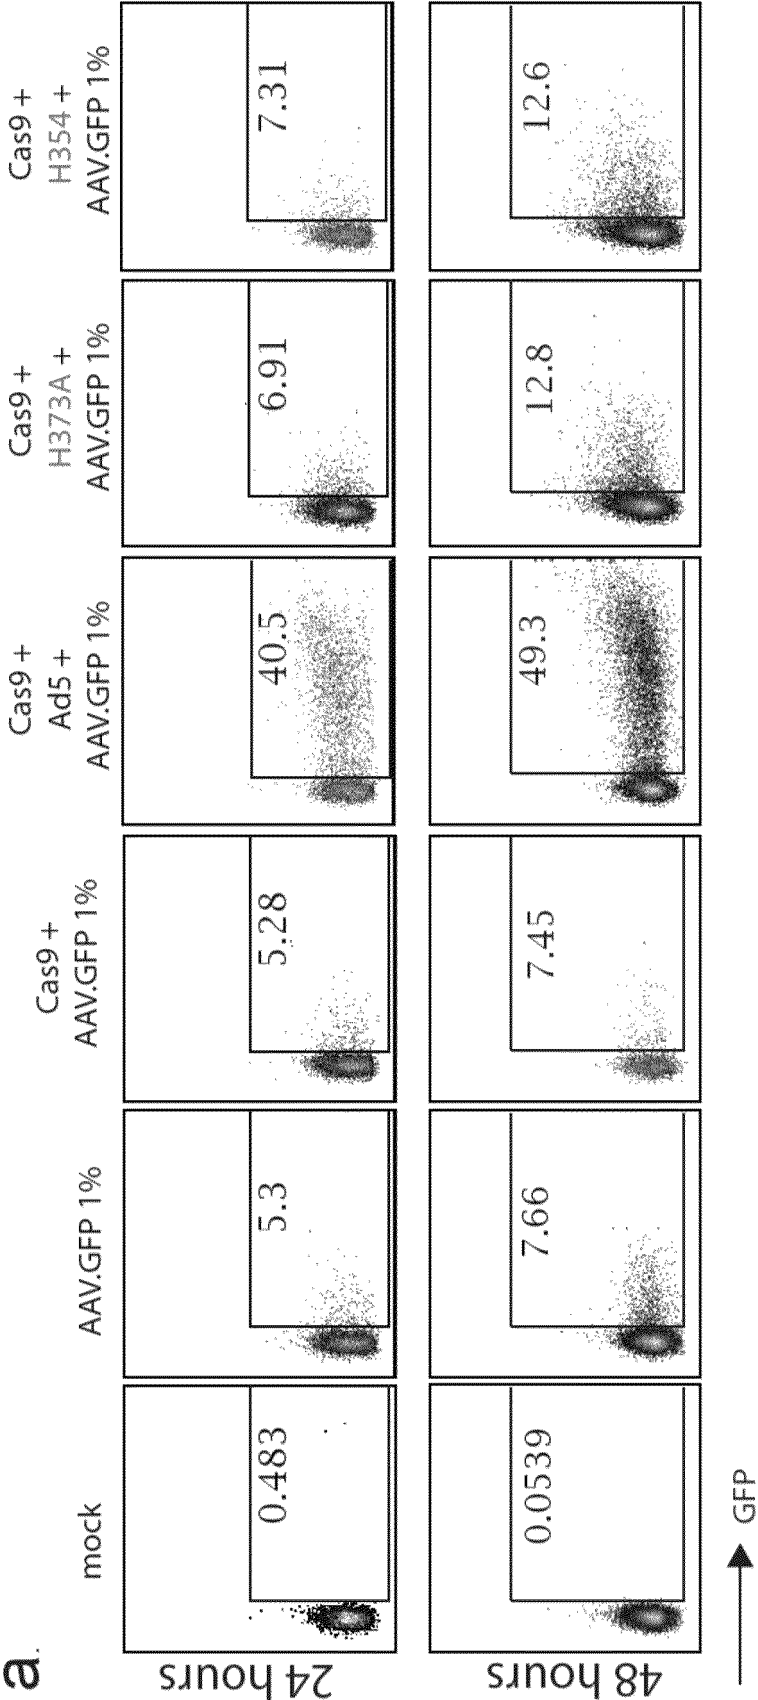 a.
mock
AAV.GFP 1%
Cas9 +
AAV.GFP 1%
Cas9 +
Ad5 +
AAV.GFP 1%
Cas9 +
H373A +
AAV.GFP 1%
Cas9 +
H354 +
AAV.GFP 1%
24 hours
0.483
5.3
5.28
40.5
6.91
7.31
48 hours
0.0539
7.66
7.45
49.3
12.8
12.6
GFP